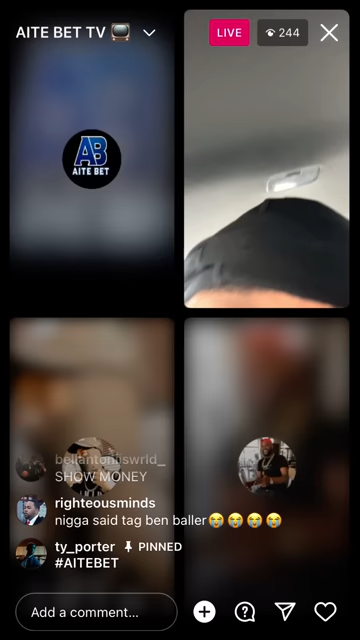 AITE BET TV 📺
LIVE
244
AB
AITE BET
bellantoniiswrld_
SHOW MONEY
righteousminds
nigga said tag ben baller😭😭😭😭
ty_porter 📌 PINNED
#AITEBET
Add a comment...